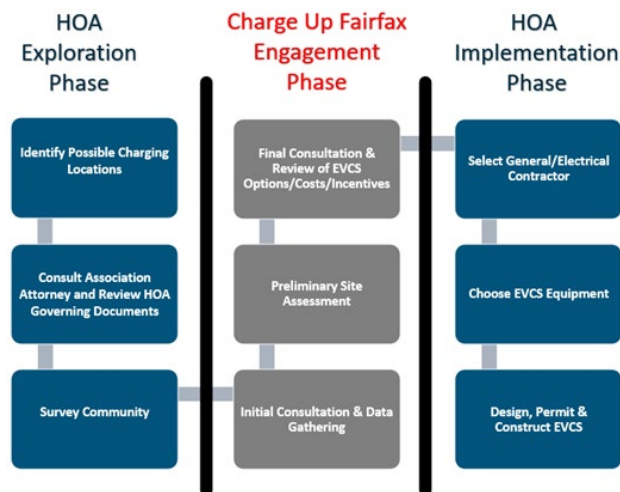 HOA
Exploration
Phase
Charge Up Fairfax
Engagement
Phase
HOA
Implementation
Phase
Identify Possible Charging
Locations
Consult Association
Attorney and Review HOA
Governing Documents
Survey Community
Final Consultation &
Review of EVCS
Options/Costs/Incentives
Preliminary Site
Assessment
Initial Consultation & Data
Gathering
Select General/Electrical
Contractor
Choose EVCS Equipment
Design, Permit &
Construct EVCS